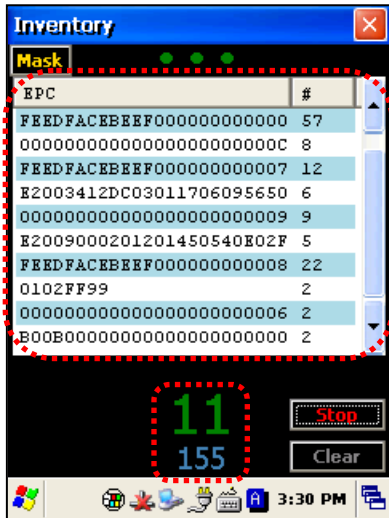 Inventory
Mask
EPC #
FEEDFACEBEEF000000000000 57
00000000000000000000000C 8
FEEDFACEBEEF000000000007 12
E2003412DC03011706095650 6
000000000000000000000009 9
E2009000201201450540E02F 5
FEEDFACEBEEF000000000008 22
0102FF99 2
000000000000000000000006 2
B00B00000000000000000000 2
11
Stop
155
Clear
A 3:30 PM